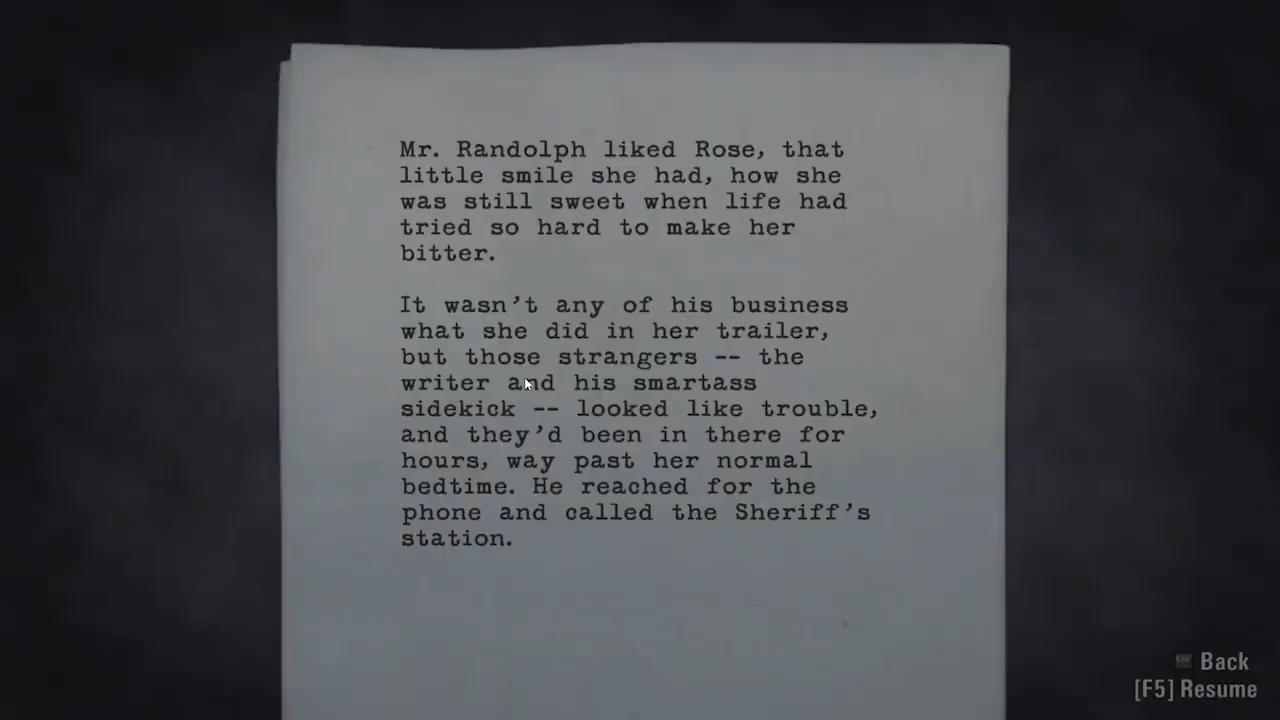 Mr. Randolph liked Rose, that
little smile she had, how she
was still sweet when life had
tried so hard to make her
bitter.
It wasn't any of his business
what she did in her trailer,
but those strangers -- the
writer and his smartass
sidekick -- looked like trouble,
and they'd been in there for
hours, way past her normal
bedtime. He reached for the
phone and called the Sheriff's
station.
Back
[F5] Resume